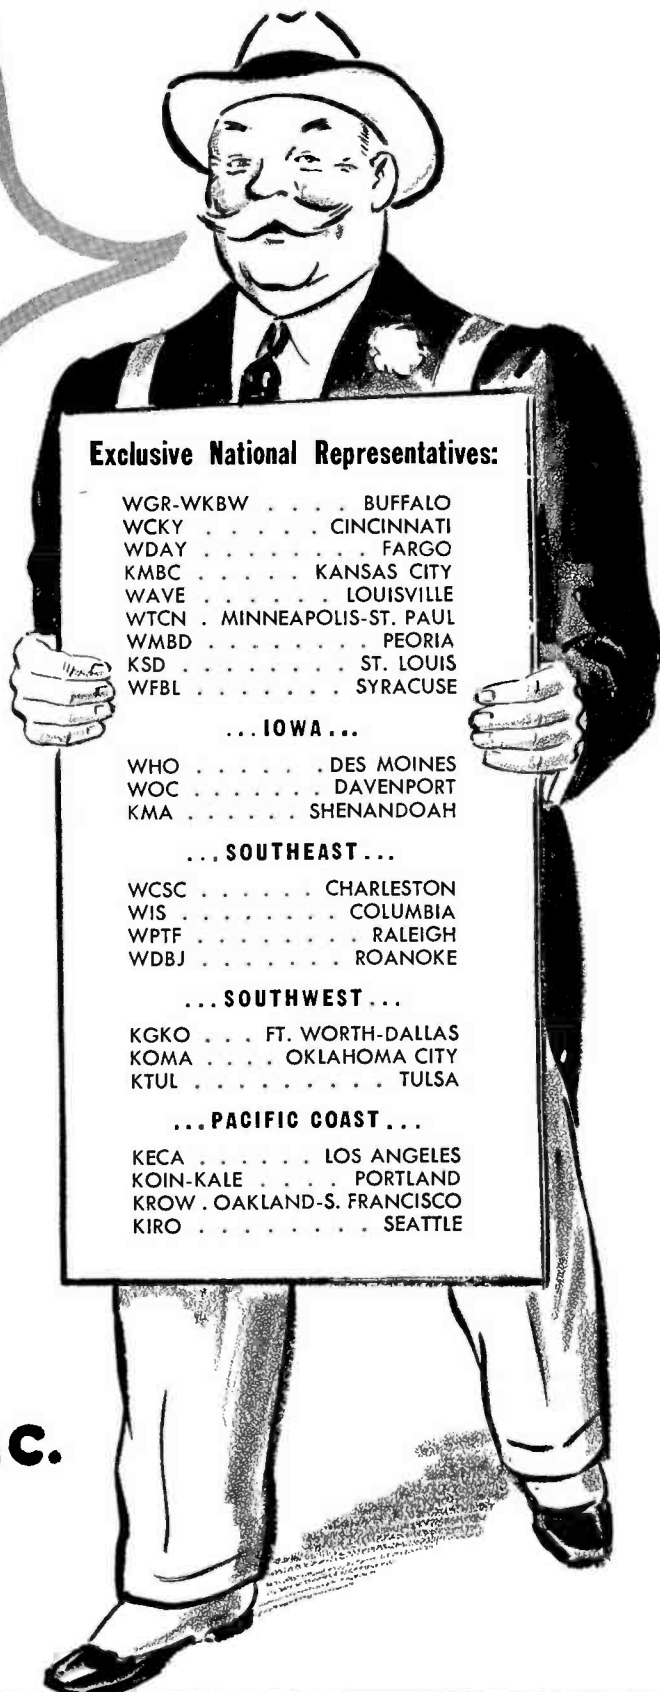 Exclusive National Representatives:
WGR-WKBW . . . . BUFFALO
WCKY . . . . . . CINCINNATI
WDAY . . . . . . . . FARGO
KMBC . . . . . KANSAS CITY
WAVE . . . . . . LOUISVILLE
WTCN . MINNEAPOLIS-ST. PAUL
WMBD . . . . . . . . PEORIA
KSD . . . . . . . . ST. LOUIS
WFBL . . . . . . . SYRACUSE
...IOWA...
WHO . . . . . . DES MOINES
WOC . . . . . . . DAVENPORT
KMA . . . . . . SHENANDOAH
...SOUTHEAST...
WCSC . . . . . . CHARLESTON
WIS . . . . . . . . COLUMBIA
WPTF . . . . . . . . RALEIGH
WDBJ . . . . . . . ROANOKE
...SOUTHWEST...
KGKO . . . FT. WORTH-DALLAS
KOMA . . . . OKLAHOMA CITY
KTUL . . . . . . . . . . TULSA
...PACIFIC COAST...
KECA . . . . . . LOS ANGELES
KOIN-KALE . . . . PORTLAND
KROW . OAKLAND-S. FRANCISCO
KIRO . . . . . . . . . SEATTLE
C.